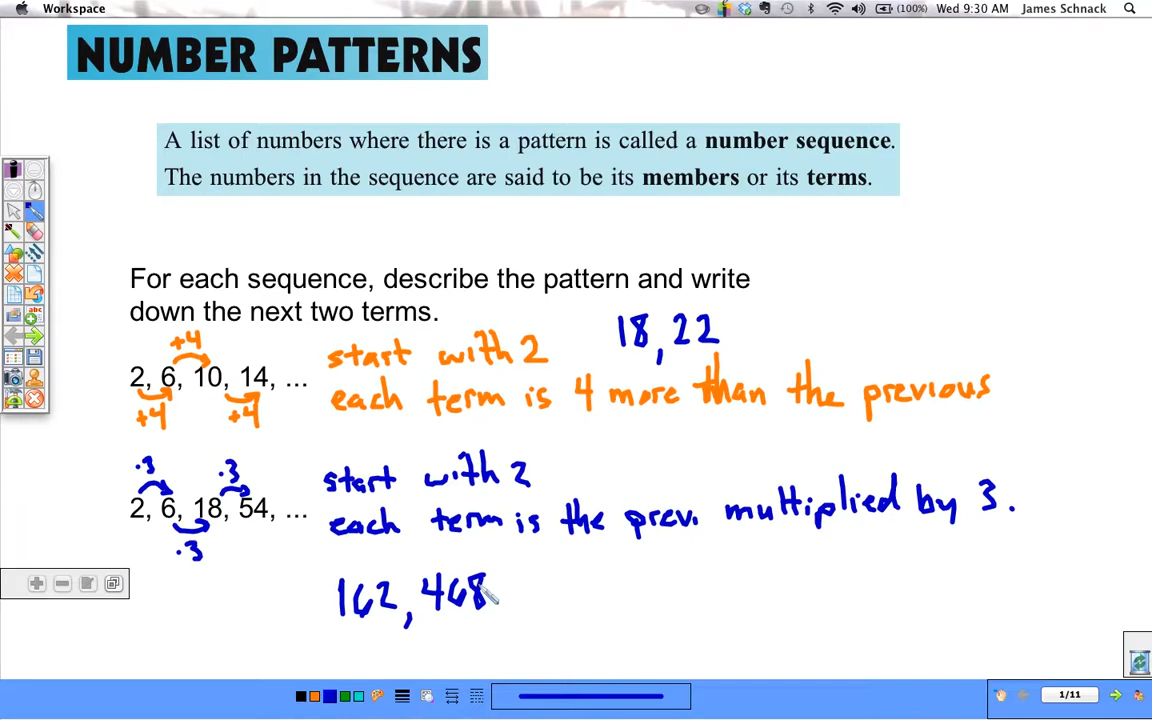 Workspace
(100%) Wed 9:30 AM James Schnack
NUMBER PATTERNS
A list of numbers where there is a pattern is called a number sequence.
The numbers in the sequence are said to be its members or its terms.
For each sequence, describe the pattern and write
down the next two terms.
18, 22
+4
start with 2
2, 6, 10, 14, ...
each term is 4 more than the previous
+4 +4
·3 ·3
start with 2
2, 6, 18, 54, ...
each term is the prev. multiplied by 3.
·3
162, 468
abc
1/11